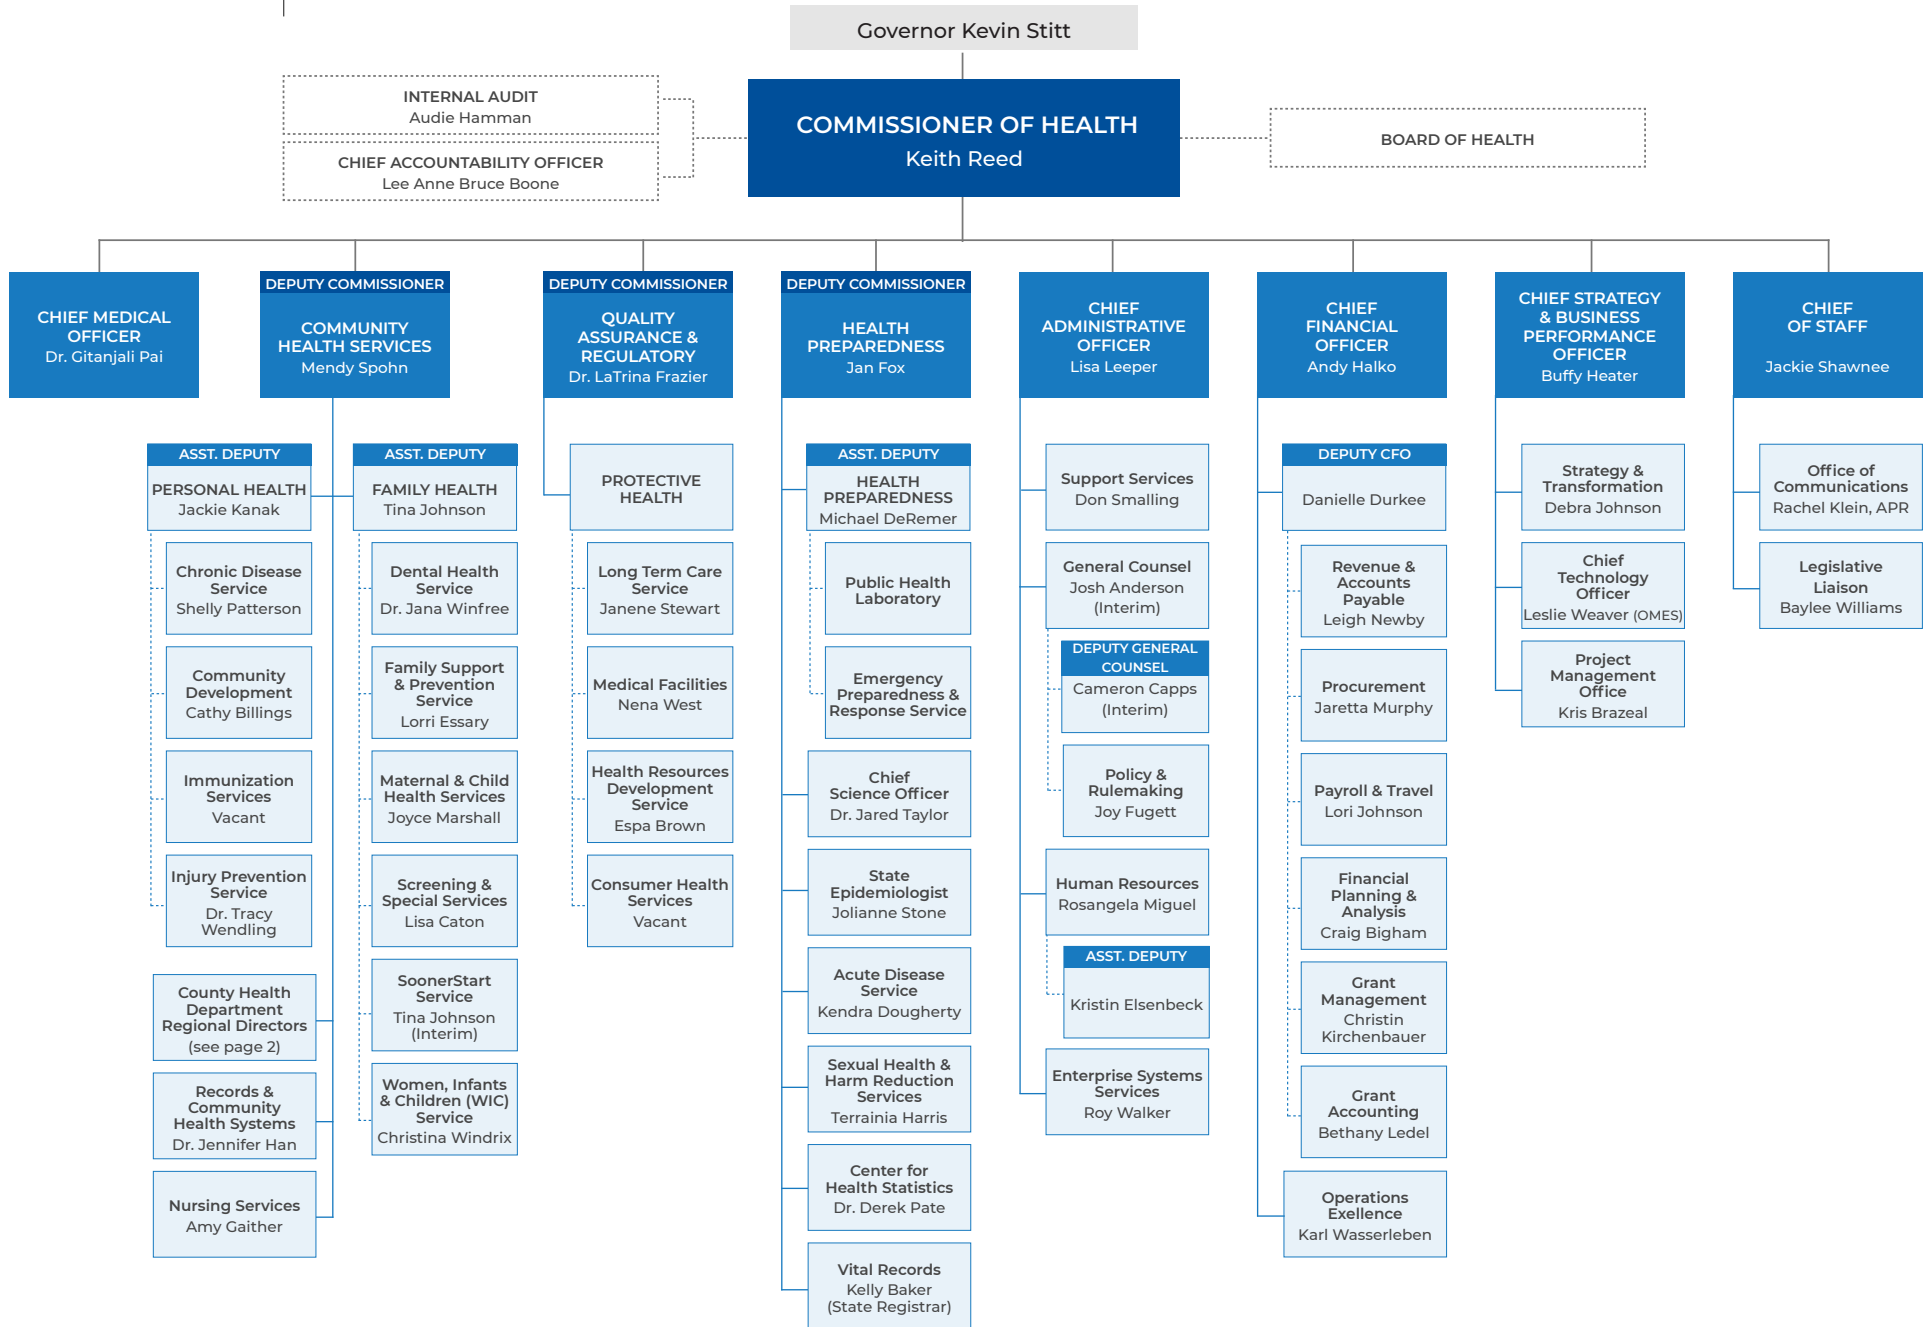 Governor Kevin Stitt
INTERNAL AUDIT
Audie Hamman
CHIEF ACCOUNTABILITY OFFICER
Lee Anne Bruce Boone
COMMISSIONER OF HEALTH
Keith Reed
BOARD OF HEALTH
CHIEF MEDICAL
OFFICER
Dr. Gitanjali Pai
DEPUTY COMMISSIONER
COMMUNITY
HEALTH SERVICES
Mendy Spohn
DEPUTY COMMISSIONER
QUALITY
ASSURANCE &
REGULATORY
Dr. LaTrina Frazier
DEPUTY COMMISSIONER
HEALTH
PREPAREDNESS
Jan Fox
CHIEF
ADMINISTRATIVE
OFFICER
Lisa Leeper
CHIEF
FINANCIAL
OFFICER
Andy Halko
CHIEF STRATEGY
& BUSINESS
PERFORMANCE
OFFICER
Buffy Heater
CHIEF
OF STAFF
Jackie Shawnee
ASST. DEPUTY
PERSONAL HEALTH
Jackie Kanak
Chronic Disease
Service
Shelly Patterson
Community
Development
Cathy Billings
Immunization
Services
Vacant
Injury Prevention
Service
Dr. Tracy
Wendling
County Health
Department
Regional Directors
(see page 2)
Records &
Community
Health Systems
Dr. Jennifer Han
Nursing Services
Amy Gaither
ASST. DEPUTY
FAMILY HEALTH
Tina Johnson
Dental Health
Service
Dr. Jana Winfree
Family Support
& Prevention
Service
Lorri Essary
Maternal & Child
Health Services
Joyce Marshall
Screening &
Special Services
Lisa Caton
SoonerStart
Service
Tina Johnson
(Interim)
Women, Infants
& Children (WIC)
Service
Christina Windrix
PROTECTIVE
HEALTH
Long Term Care
Service
Janene Stewart
Medical Facilities
Nena West
Health Resources
Development
Service
Espa Brown
Consumer Health
Services
Vacant
ASST. DEPUTY
HEALTH
PREPAREDNESS
Michael DeRemer
Public Health
Laboratory
Emergency
Preparedness &
Response Service
Chief
Science Officer
Dr. Jared Taylor
State
Epidemiologist
Jolianne Stone
Acute Disease
Service
Kendra Dougherty
Sexual Health &
Harm Reduction
Services
Terrainia Harris
Center for
Health Statistics
Dr. Derek Pate
Vital Records
Kelly Baker
(State Registrar)
Support Services
Don Smalling
General Counsel
Josh Anderson
(Interim)
DEPUTY GENERAL
COUNSEL
Cameron Capps
(Interim)
Policy &
Rulemaking
Joy Fugett
Human Resources
Rosangela Miguel
ASST. DEPUTY
Kristin Elsenbeck
Enterprise Systems
Services
Roy Walker
DEPUTY CFO
Danielle Durkee
Revenue &
Accounts
Payable
Leigh Newby
Procurement
Jaretta Murphy
Payroll & Travel
Lori Johnson
Financial
Planning &
Analysis
Craig Bigham
Grant
Management
Christin
Kirchenbauer
Grant
Accounting
Bethany Ledel
Operations
Exellence
Karl Wasserleben
Strategy &
Transformation
Debra Johnson
Chief
Technology
Officer
Leslie Weaver (OMES)
Project
Management
Office
Kris Brazeal
Office of
Communications
Rachel Klein, APR
Legislative
Liaison
Baylee Williams